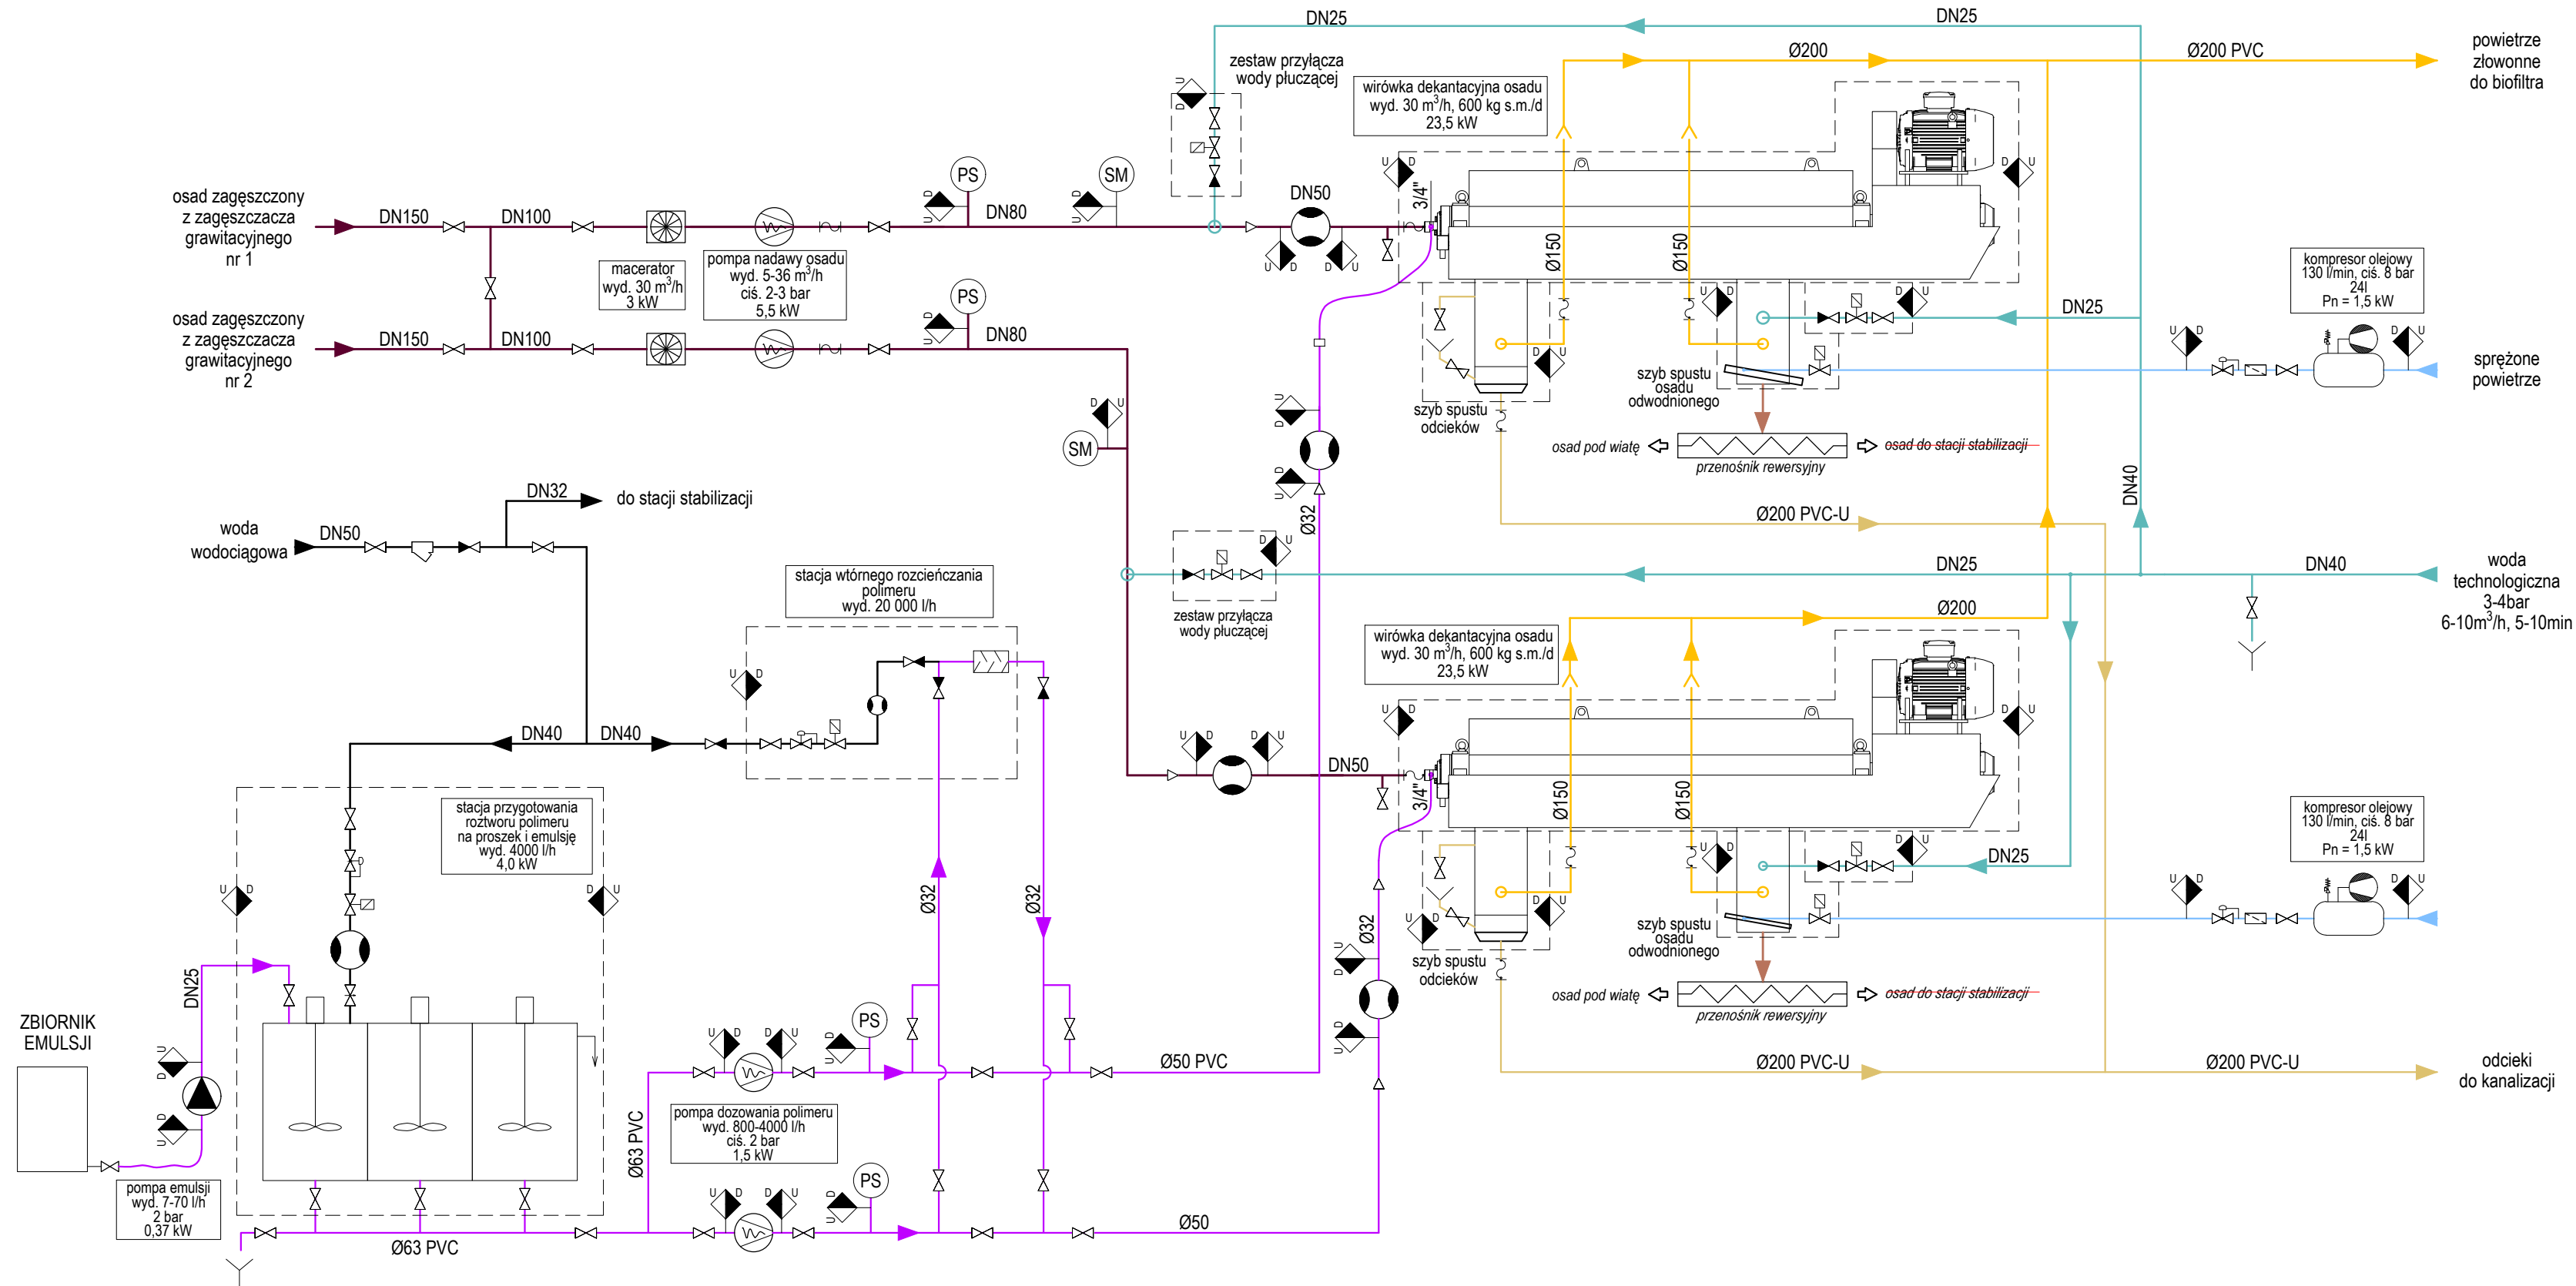 DN25
DN25
powietrze
złowonne
do biofiltra
Ø200
Ø200 PVC
zestaw przyłącza
wody płuczącej
U
D
wirówka dekantacyjna osadu
wyd. 30 m³/h, 600 kg s.m./d
23,5 kW
U D
D U
osad zagęszczony
z zagęszczacza
grawitacyjnego
nr 1
DN150
DN100
PS
U D
DN80
SM
U D
DN50
U D
D U
3/4"
Ø150
Ø150
macerator
wyd. 30 m³/h
3 kW
pompa nadawy osadu
wyd. 5-36 m³/h
ciś. 2-3 bar
5,5 kW
kompresor olejowy
130 l/min, ciś. 8 bar
24l
Pn = 1,5 kW
osad zagęszczony
z zagęszczacza
grawitacyjnego
nr 2
DN150
DN100
PS
U D
DN80
U D
D U
DN25
U D
D U
sprężone
powietrze
D U
szyb spustu
osadu
odwodnionego
U D
szyb spustu
odcieków
D U
SM
U D
osad pod wiatę
osad do stacji stabilizacji
przenośnik rewersyjny
U D
DN40
DN32
do stacji stabilizacji
woda
wodociągowa
DN50
Ø32
Ø200 PVC-U
D U
DN25
DN40
woda
technologiczna
3-4bar
6-10m³/h, 5-10min
zestaw przyłącza
wody płuczącej
stacja wtórnego rozcieńczania
polimeru
wyd. 20 000 l/h
U D
Ø200
wirówka dekantacyjna osadu
wyd. 30 m³/h, 600 kg s.m./d
23,5 kW
U D
D U
DN40
DN40
U D
D U
DN50
3/4"
Ø150
Ø150
stacja przygotowania
roztworu polimeru
na proszek i emulsję
wyd. 4000 l/h
4,0 kW
U D
D U
kompresor olejowy
130 l/min, ciś. 8 bar
24l
Pn = 1,5 kW
U D
D U
DN25
U D
D U
D U
U D
szyb spustu
osadu
odwodnionego
szyb spustu
odcieków
Ø32
Ø32
Ø32
U D
DN25
osad pod wiatę
osad do stacji stabilizacji
przenośnik rewersyjny
ZBIORNIK
EMULSJI
U D
U D
D U
PS
U D
U D
Ø50 PVC
Ø200 PVC-U
Ø200 PVC-U
odcieki
do kanalizacji
U D
Ø63 PVC
pompa dozowania polimeru
wyd. 800-4000 l/h
ciś. 2 bar
1,5 kW
pompa emulsji
wyd. 7-70 l/h
2 bar
0,37 kW
U D
D U
PS
U D
Ø50
Ø63 PVC